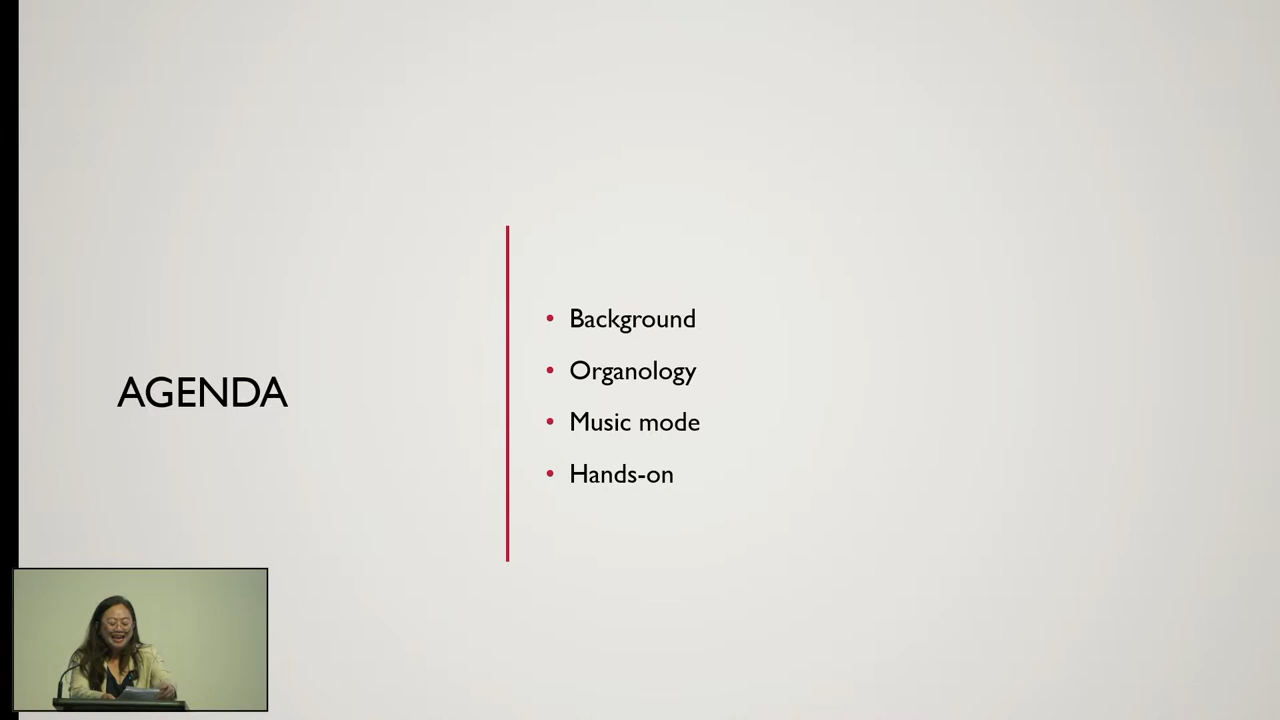 AGENDA
• Background
• Organology
• Music mode
• Hands-on